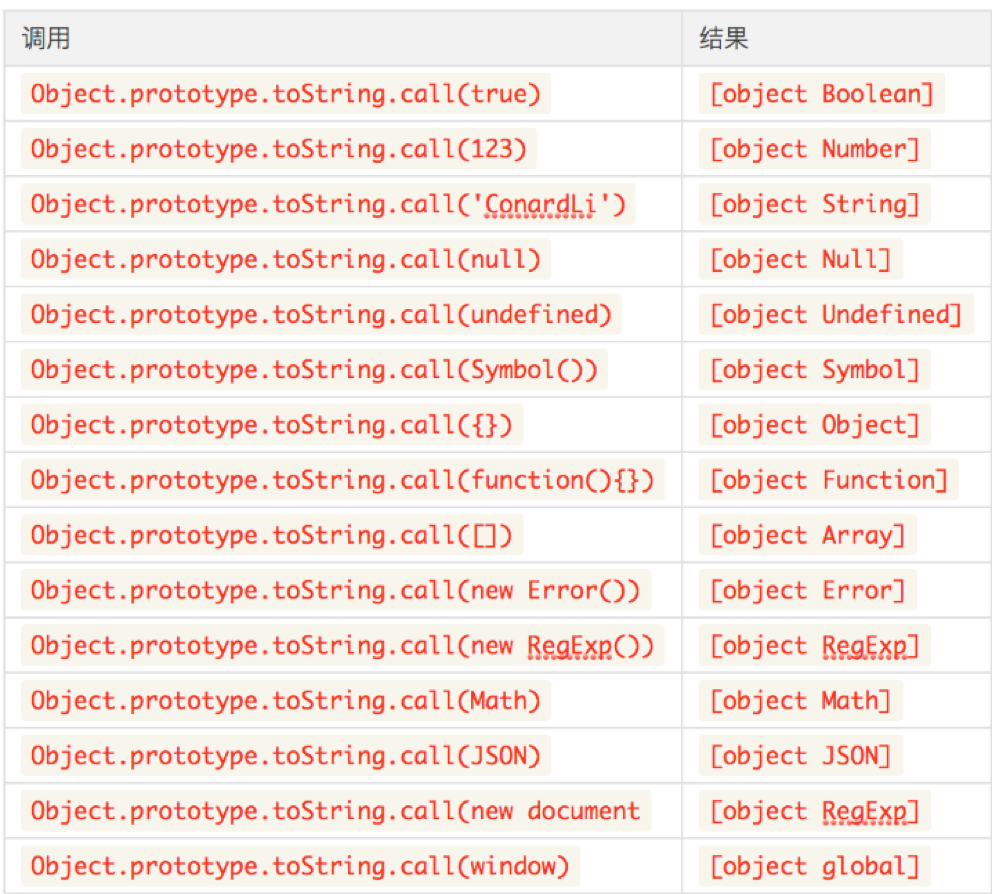 调用 结果
Object.prototype.toString.call(true) [object Boolean]
Object.prototype.toString.call(123) [object Number]
Object.prototype.toString.call('ConardLi') [object String]
Object.prototype.toString.call(null) [object Null]
Object.prototype.toString.call(undefined) [object Undefined]
Object.prototype.toString.call(Symbol()) [object Symbol]
Object.prototype.toString.call({}) [object Object]
Object.prototype.toString.call(function(){}) [object Function]
Object.prototype.toString.call([]) [object Array]
Object.prototype.toString.call(new Error()) [object Error]
Object.prototype.toString.call(new RegExp()) [object RegExp]
Object.prototype.toString.call(Math) [object Math]
Object.prototype.toString.call(JSON) [object JSON]
Object.prototype.toString.call(new document [object RegExp]
Object.prototype.toString.call(window) [object global]